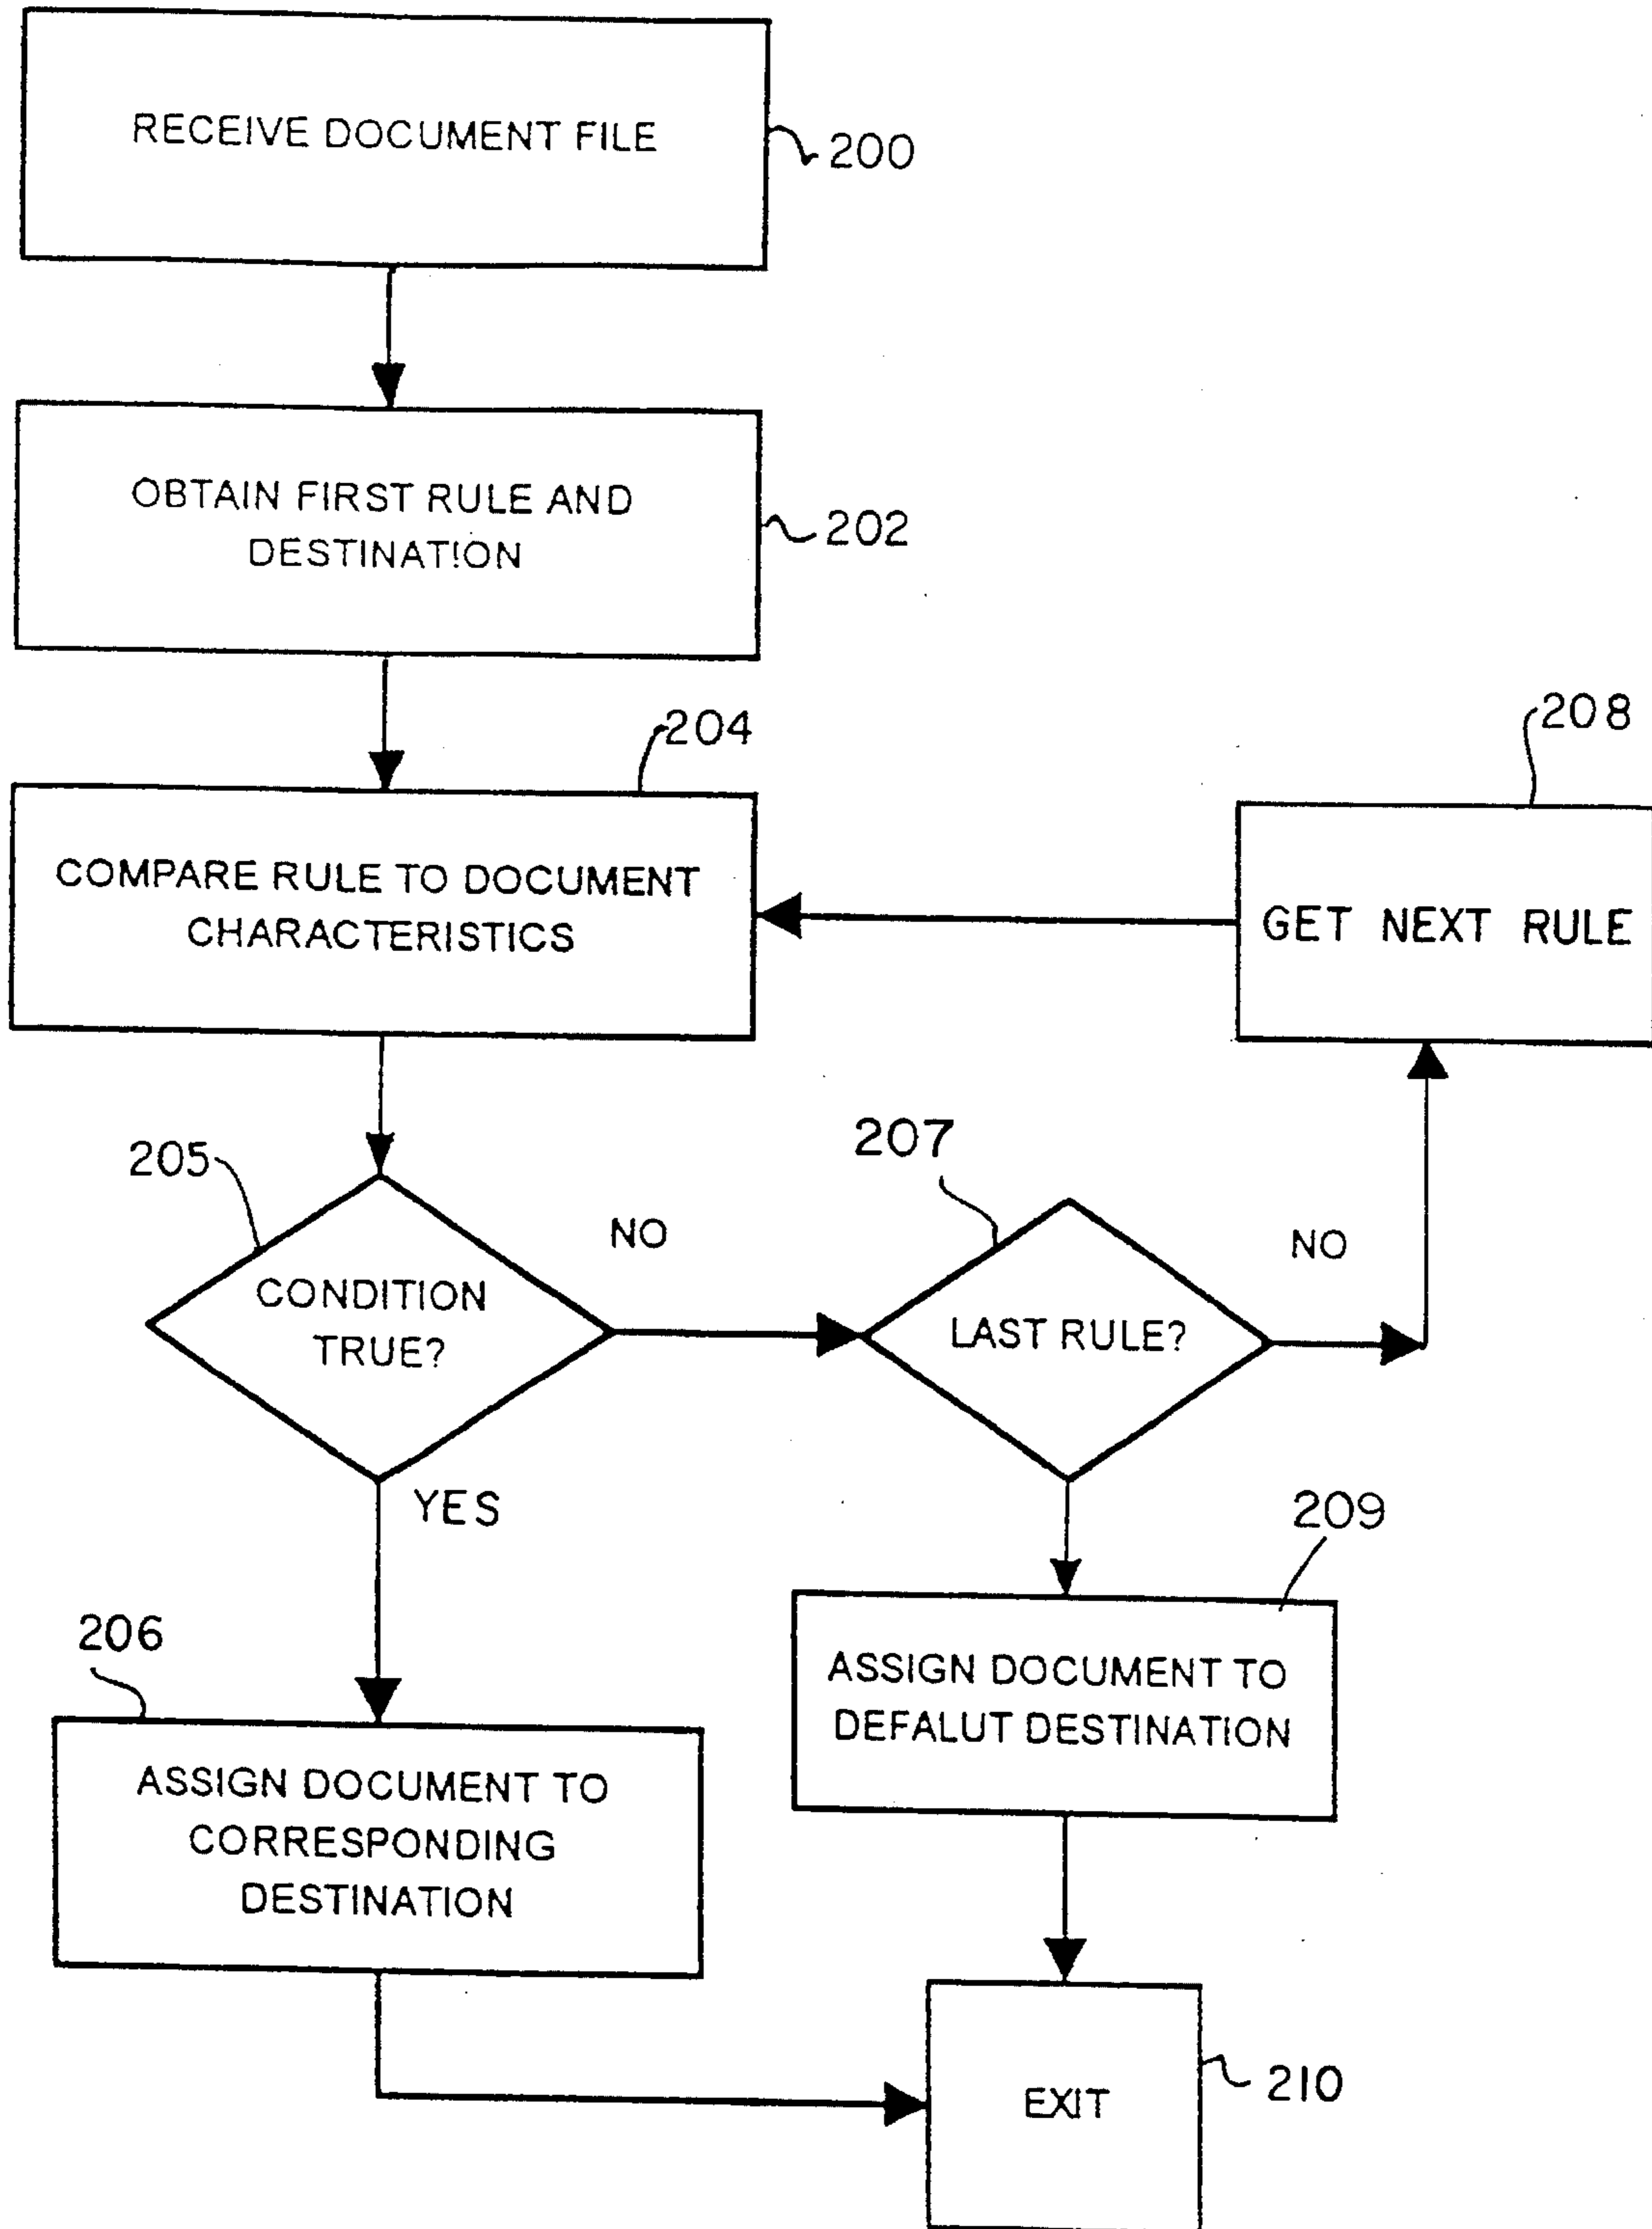 RECEIVE DOCUMENT FILE
200
OBTAIN FIRST RULE AND
DESTINATION
202
204
COMPARE RULE TO DOCUMENT
CHARACTERISTICS
208
GET NEXT RULE
205
CONDITION
TRUE?
NO
207
LAST RULE?
NO
YES
206
ASSIGN DOCUMENT TO
CORRESPONDING
DESTINATION
209
ASSIGN DOCUMENT TO
DEFALUT DESTINATION
EXIT
210